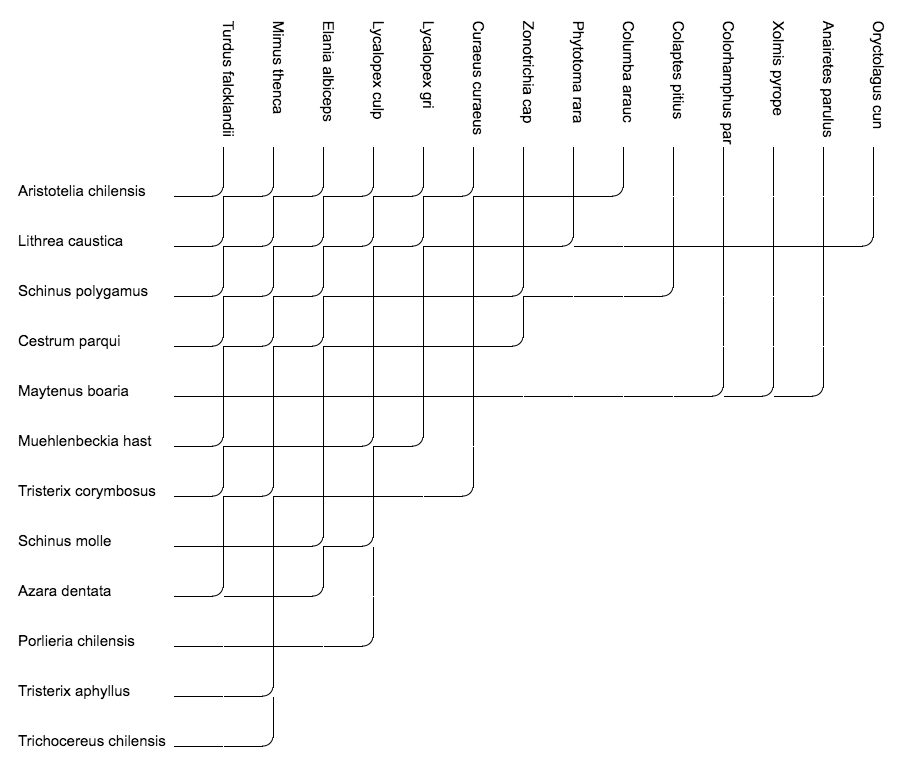 Turdus falcklandii
Mimus thenca
Elania albiceps
Lycalopex culp
Lycalopex gri
Curaeus curaeus
Zonotrichia cap
Phytotoma rara
Columba arauc
Colaptes pitius
Colorhamphus par
Xolmis pyrope
Anairetes parulus
Oryctolagus cun
Aristotelia chilensis
Lithrea caustica
Schinus polygamus
Cestrum parqui
Maytenus boaria
Muehlenbeckia hast
Tristerix corymbosus
Schinus molle
Azara dentata
Porlieria chilensis
Tristerix aphyllus
Trichocereus chilensis